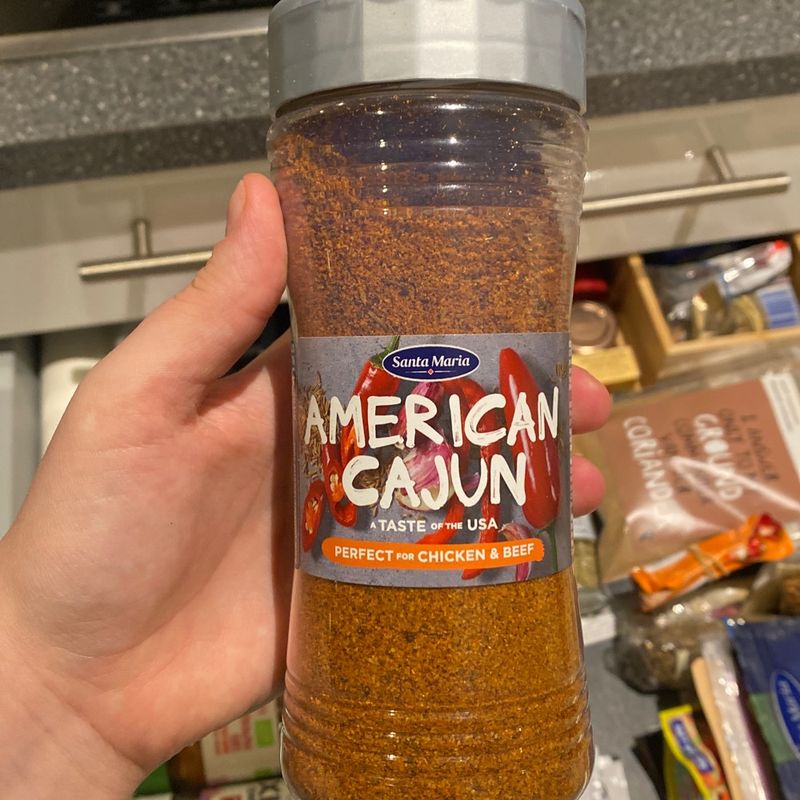 Santa Maria
AMERICAN
CAJUN
A TASTE OF THE USA
PERFECT FOR CHICKEN & BEEF
GROUND
CORIANDER